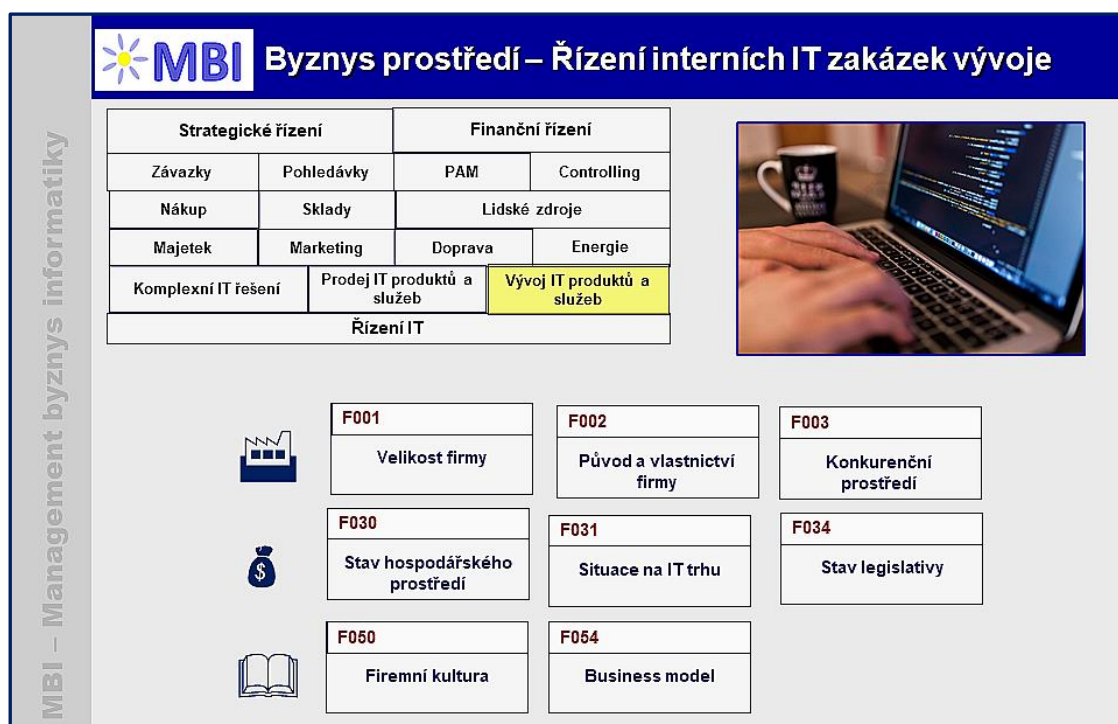 MBI
Byznys prostředí – Řízení interních IT zakázek vývoje
MBI – Management byznys informatiky
Strategické řízení
Finanční řízení
Závazky
Pohledávky
PAM
Controlling
Nákup
Sklady
Lidské zdroje
Majetek
Marketing
Doprava
Energie
Komplexní IT řešení
Prodej IT produktů a
služeb
Vývoj IT produktů a
služeb
Řízení IT
F001
Velikost firmy
F002
Původ a vlastnictví
firmy
F003
Konkurenční
prostředí
F030
Stav hospodářského
prostředí
F031
Situace na IT trhu
F034
Stav legislativy
F050
Firemní kultura
F054
Business model
$